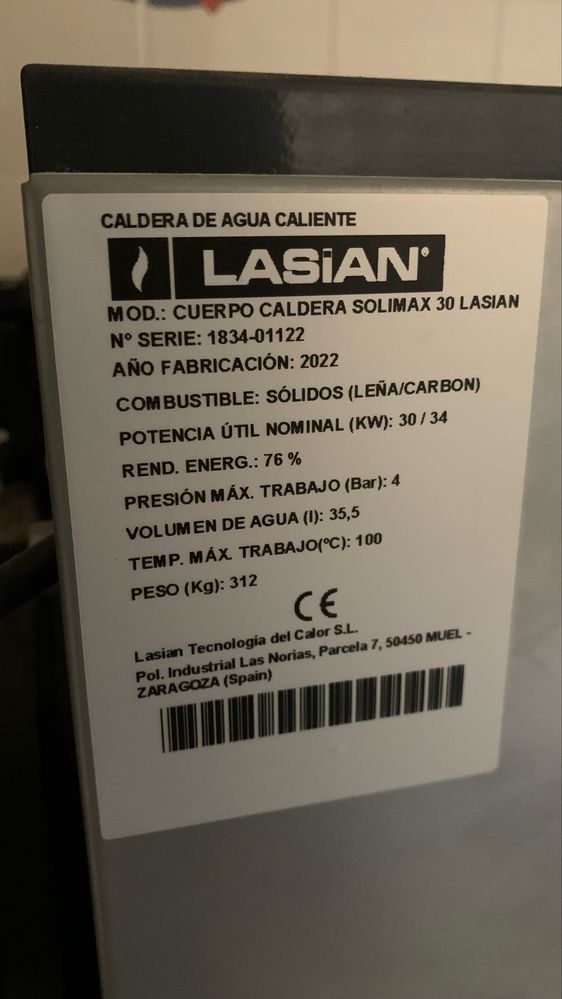 CALDERA DE AGUA CALIENTE
LASiAN
MOD.: CUERPO CALDERA SOLIMAX 30 LASIAN
Nº SERIE: 1834-01122
AÑO FABRICACIÓN: 2022
COMBUSTIBLE: SÓLIDOS (LEÑA/CARBON)
POTENCIA ÚTIL NOMINAL (KW): 30 / 34
REND. ENERG.: 76 %
PRESIÓN MÁX. TRABAJO (Bar): 4
VOLUMEN DE AGUA (l): 35,5
TEMP. MÁX. TRABAJO(ºC): 100
PESO (Kg): 312
CE
Lasian Tecnología del Calor S.L.
Pol. Industrial Las Norias, Parcela 7, 50450 MUEL -
ZARAGOZA (Spain)